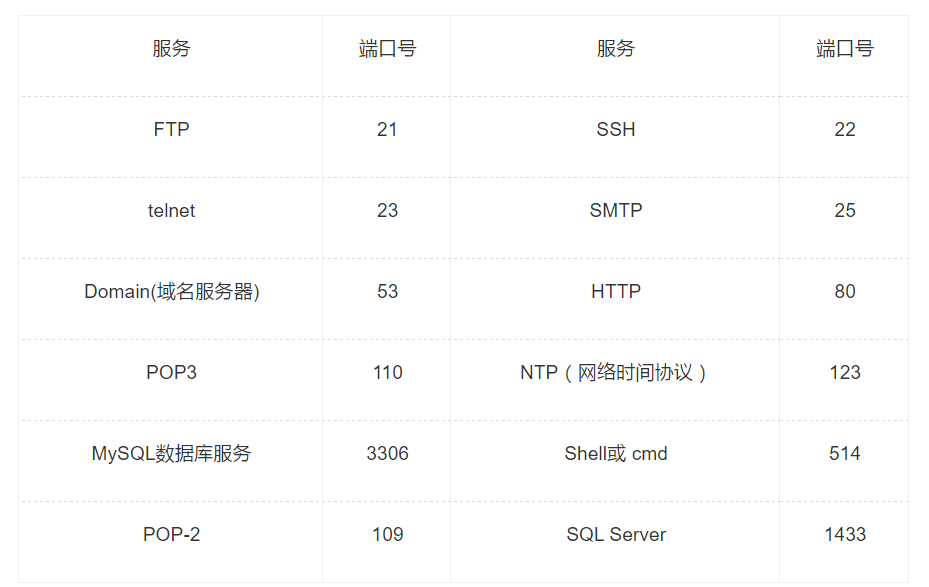 服务 端口号 服务 端口号
FTP 21 SSH 22
telnet 23 SMTP 25
Domain(域名服务器) 53 HTTP 80
POP3 110 NTP（网络时间协议） 123
MySQL数据库服务 3306 Shell或 cmd 514
POP-2 109 SQL Server 1433